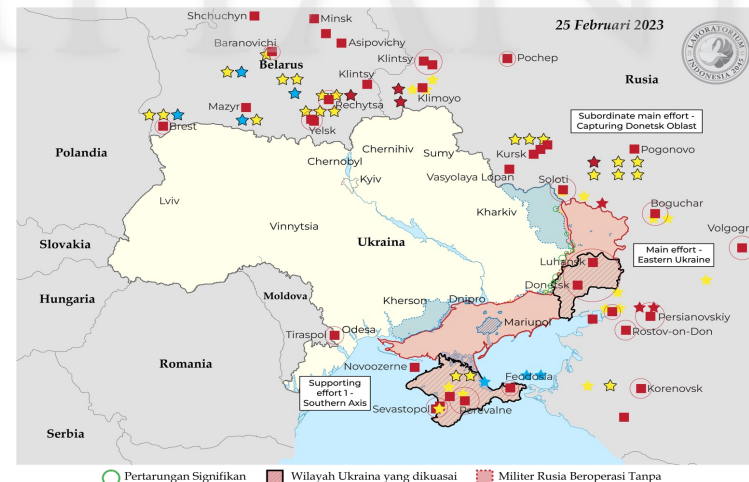 25 Februari 2023
LABORATORIUM
INDONESIA 2045
Shchuchyn
Minsk
Baranovichi
Asipovichy
Belarus
Klintsy
Pochep
Rusia
Klintsy
Mazyr
Rechytsa
Klimoyo
Brest
Yelsk
Subordinate main effort -
Capturing Donetsk Oblast
Polandia
Chernobyl
Chernihiv
Sumy
Kursk
Pogonovo
Kyiv
Vasyolaya Lopan
Soloti
Lviv
Kharkiv
Boguchar
Vinnytsia
Volgogr
Slovakia
Ukraina
Luhansk
Main effort -
Eastern Ukraine
Hungaria
Moldova
Kherson
Dnipro
Donetsk
Mariupol
Persianovskiy
Tiraspol
Odesa
Rostov-on-Don
Romania
Novoozerne
Feodosia
Korenovsk
Supporting
effort 1 -
Southern Axis
Sevastopol
Perevalne
Serbia
Pertarungan Signifikan
Wilayah Ukraina yang dikuasai
Militer Rusia Beroperasi Tanpa